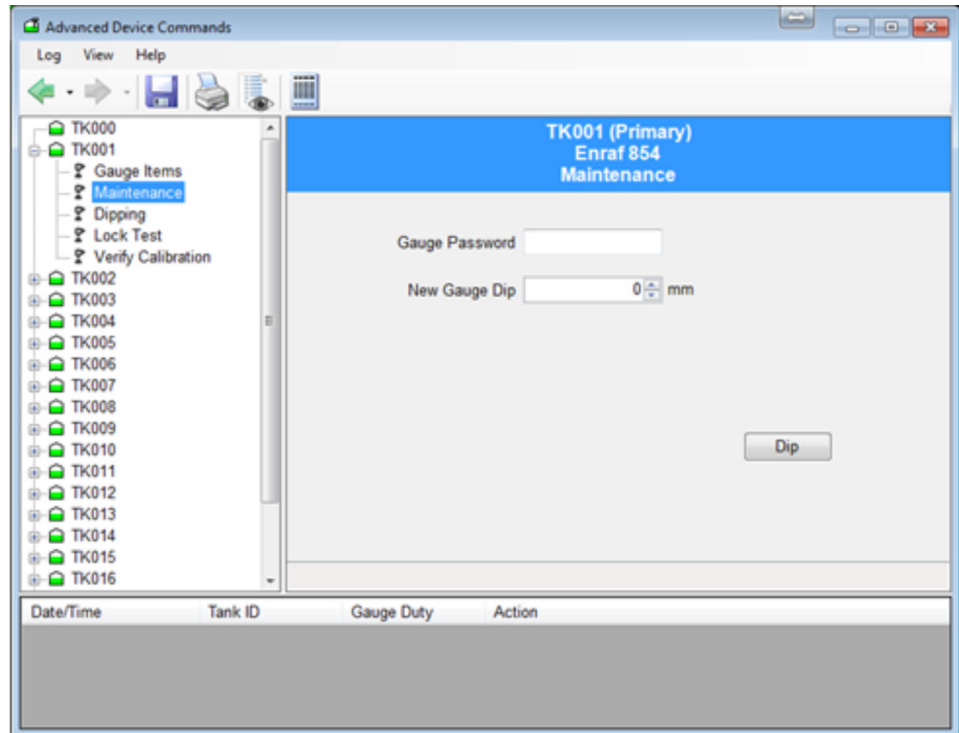 Advanced Device Commands
Log View Help
TK000
TK001
Gauge Items
Maintenance
Dipping
Lock Test
Verify Calibration
TK002
TK003
TK004
TK005
TK006
TK007
TK008
TK009
TK010
TK011
TK012
TK013
TK014
TK015
TK016
TK001 (Primary)
Enraf 854
Maintenance
Gauge Password
New Gauge Dip 0 mm
Dip
Date/Time Tank ID Gauge Duty Action